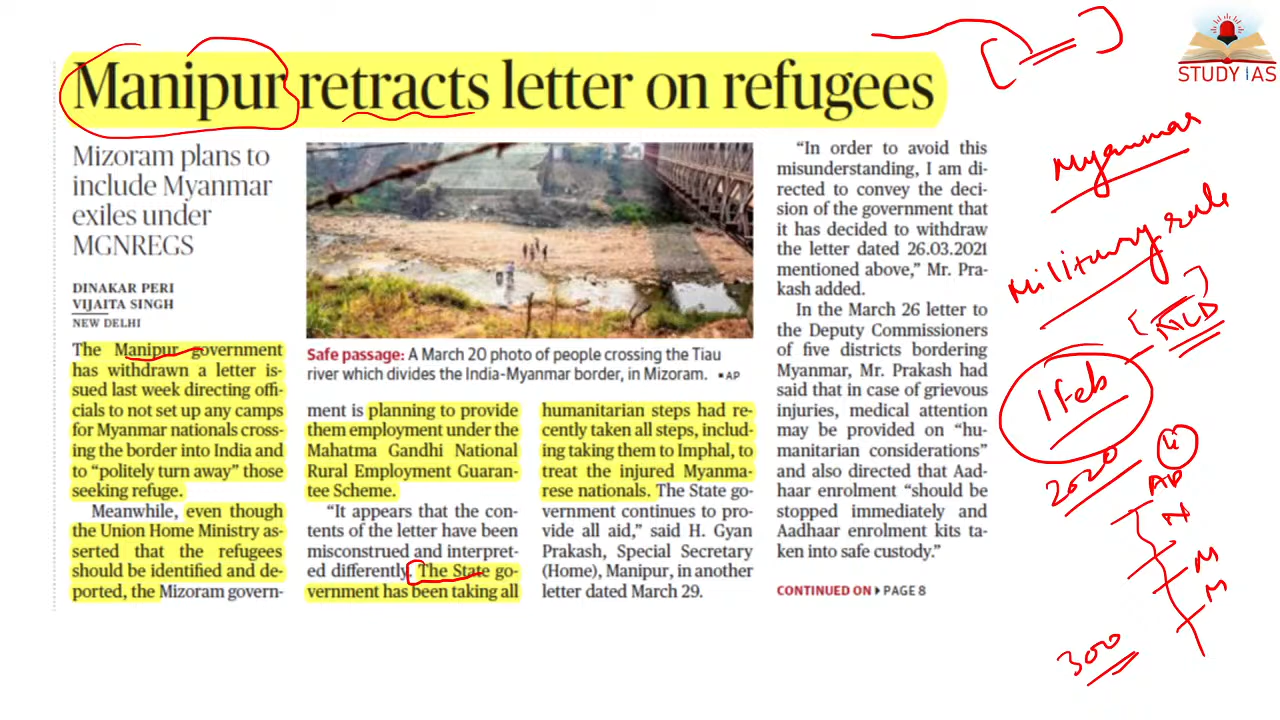 Manipur retracts letter on refugees
STUDY IAS
Mizoram plans to
include Myanmar
exiles under
MGNREGS
DINAKAR PERI
VIJAITA SINGH
NEW DELHI
The Manipur government
has withdrawn a letter is-
sued last week directing offi-
cials to not set up any camps
for Myanmar nationals cross-
ing the border into India and
to “politely turn away” those
seeking refuge.
Meanwhile, even though
the Union Home Ministry as-
serted that the refugees
should be identified and de-
ported, the Mizoram govern-
Safe passage: A March 20 photo of people crossing the Tiau
river which divides the India-Myanmar border, in Mizoram. ▪ AP
ment is planning to provide
them employment under the
Mahatma Gandhi National
Rural Employment Guaran-
tee Scheme.
“It appears that the con-
tents of the letter have been
misconstrued and interpret-
ed differently. The State go-
vernment has been taking all
humanitarian steps had re-
cently taken all steps, includ-
ing taking them to Imphal, to
treat the injured Myanma-
rese nationals. The State go-
vernment continues to pro-
vide all aid,” said H. Gyan
Prakash, Special Secretary
(Home), Manipur, in another
letter dated March 29.
“In order to avoid this
misunderstanding, I am di-
rected to convey the deci-
sion of the government that
it has decided to withdraw
the letter dated 26.03.2021
mentioned above,” Mr. Pra-
kash added.
In the March 26 letter to
the Deputy Commissioners
of five districts bordering
Myanmar, Mr. Prakash had
said that in case of grievous
injuries, medical attention
may be provided on “hu-
manitarian considerations”
and also directed that Aad-
haar enrolment “should be
stopped immediately and
Aadhaar enrolment kits ta-
ken into safe custody.”
CONTINUED ON ▸ PAGE 8
Myanmar
Military rule
[NLD]
1 Feb
2020
AP
N
M
M
300